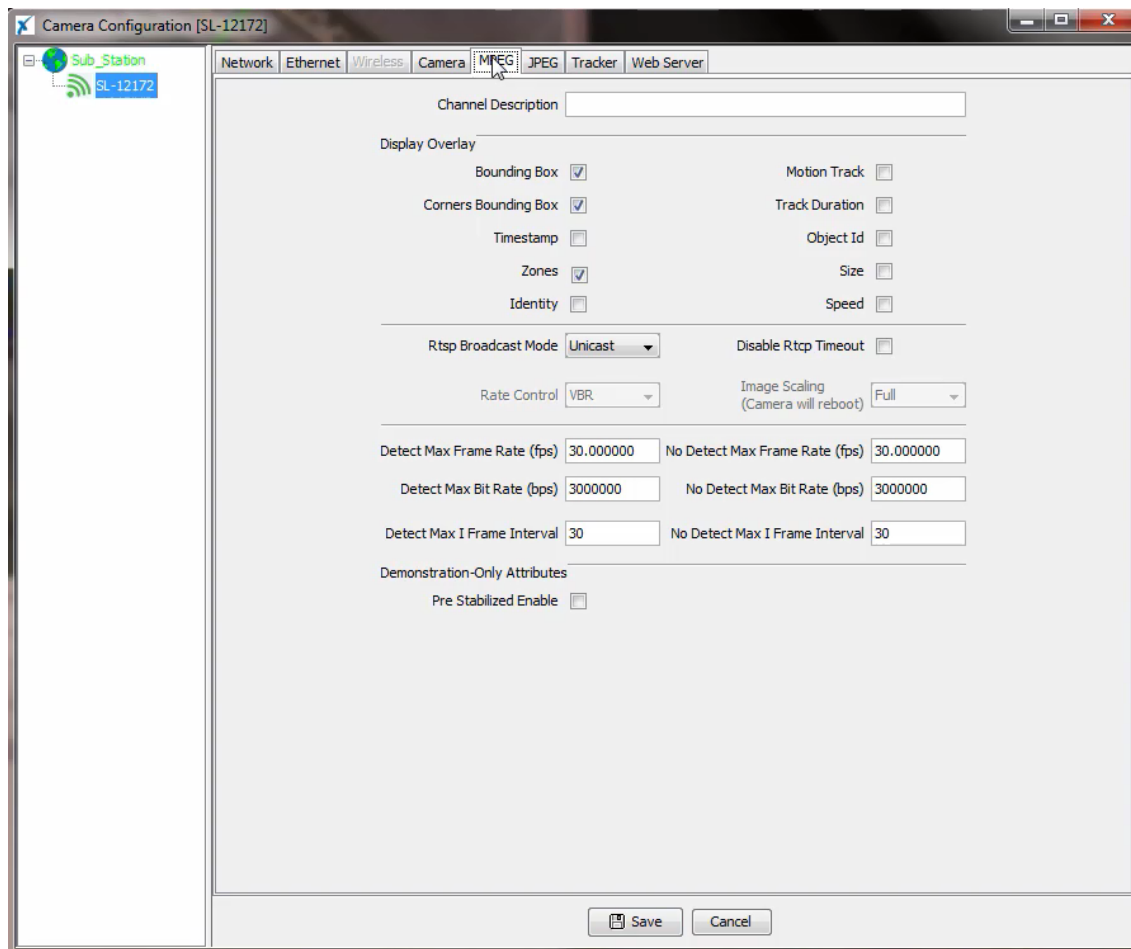 Camera Configuration [SL-12172]
Sub_Station
SL-12172
Network Ethernet Wireless Camera MPEG JPEG Tracker Web Server
Channel Description
Display Overlay
Bounding Box Motion Track
Corners Bounding Box Track Duration
Timestamp Object Id
Zones Size
Identity Speed
Rtsp Broadcast Mode Unicast Disable Rtcp Timeout
Rate Control VBR Image Scaling (Camera will reboot) Full
Detect Max Frame Rate (fps) 30.000000 No Detect Max Frame Rate (fps) 30.000000
Detect Max Bit Rate (bps) 3000000 No Detect Max Bit Rate (bps) 3000000
Detect Max I Frame Interval 30 No Detect Max I Frame Interval 30
Demonstration-Only Attributes
Pre Stabilized Enable
Save Cancel